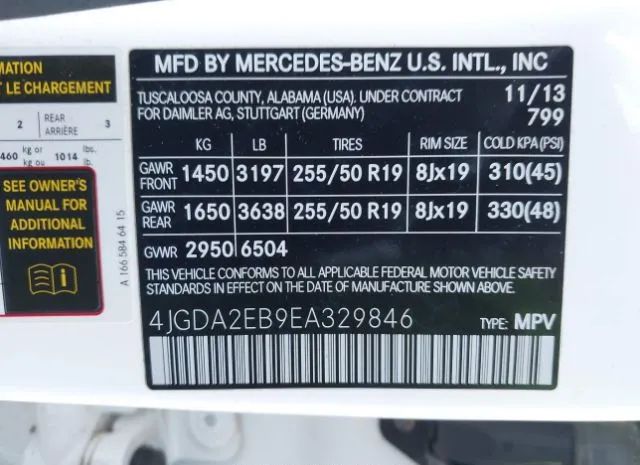 MATION
T LE CHARGEMENT
2 REAR ARRIÈRE 3
460 kg or kg ou 1014 lbs. lb.
SEE OWNER'S
MANUAL FOR
ADDITIONAL
INFORMATION
A 166 584 64 15
MFD BY MERCEDES-BENZ U.S. INTL., INC
TUSCALOOSA COUNTY, ALABAMA (USA). UNDER CONTRACT 11/13
FOR DAIMLER AG, STUTTGART (GERMANY) 799
KG LB TIRES RIM SIZE COLD KPA (PSI)
GAWR FRONT 1450 3197 255/50 R19 8Jx19 310(45)
GAWR REAR 1650 3638 255/50 R19 8Jx19 330(48)
GVWR 2950 6504
THIS VEHICLE CONFORMS TO ALL APPLICABLE FEDERAL MOTOR VEHICLE SAFETY
STANDARDS IN EFFECT ON THE DATE OF MANUFACTURE SHOWN ABOVE.
4JGDA2EB9EA329846 TYPE: MPV